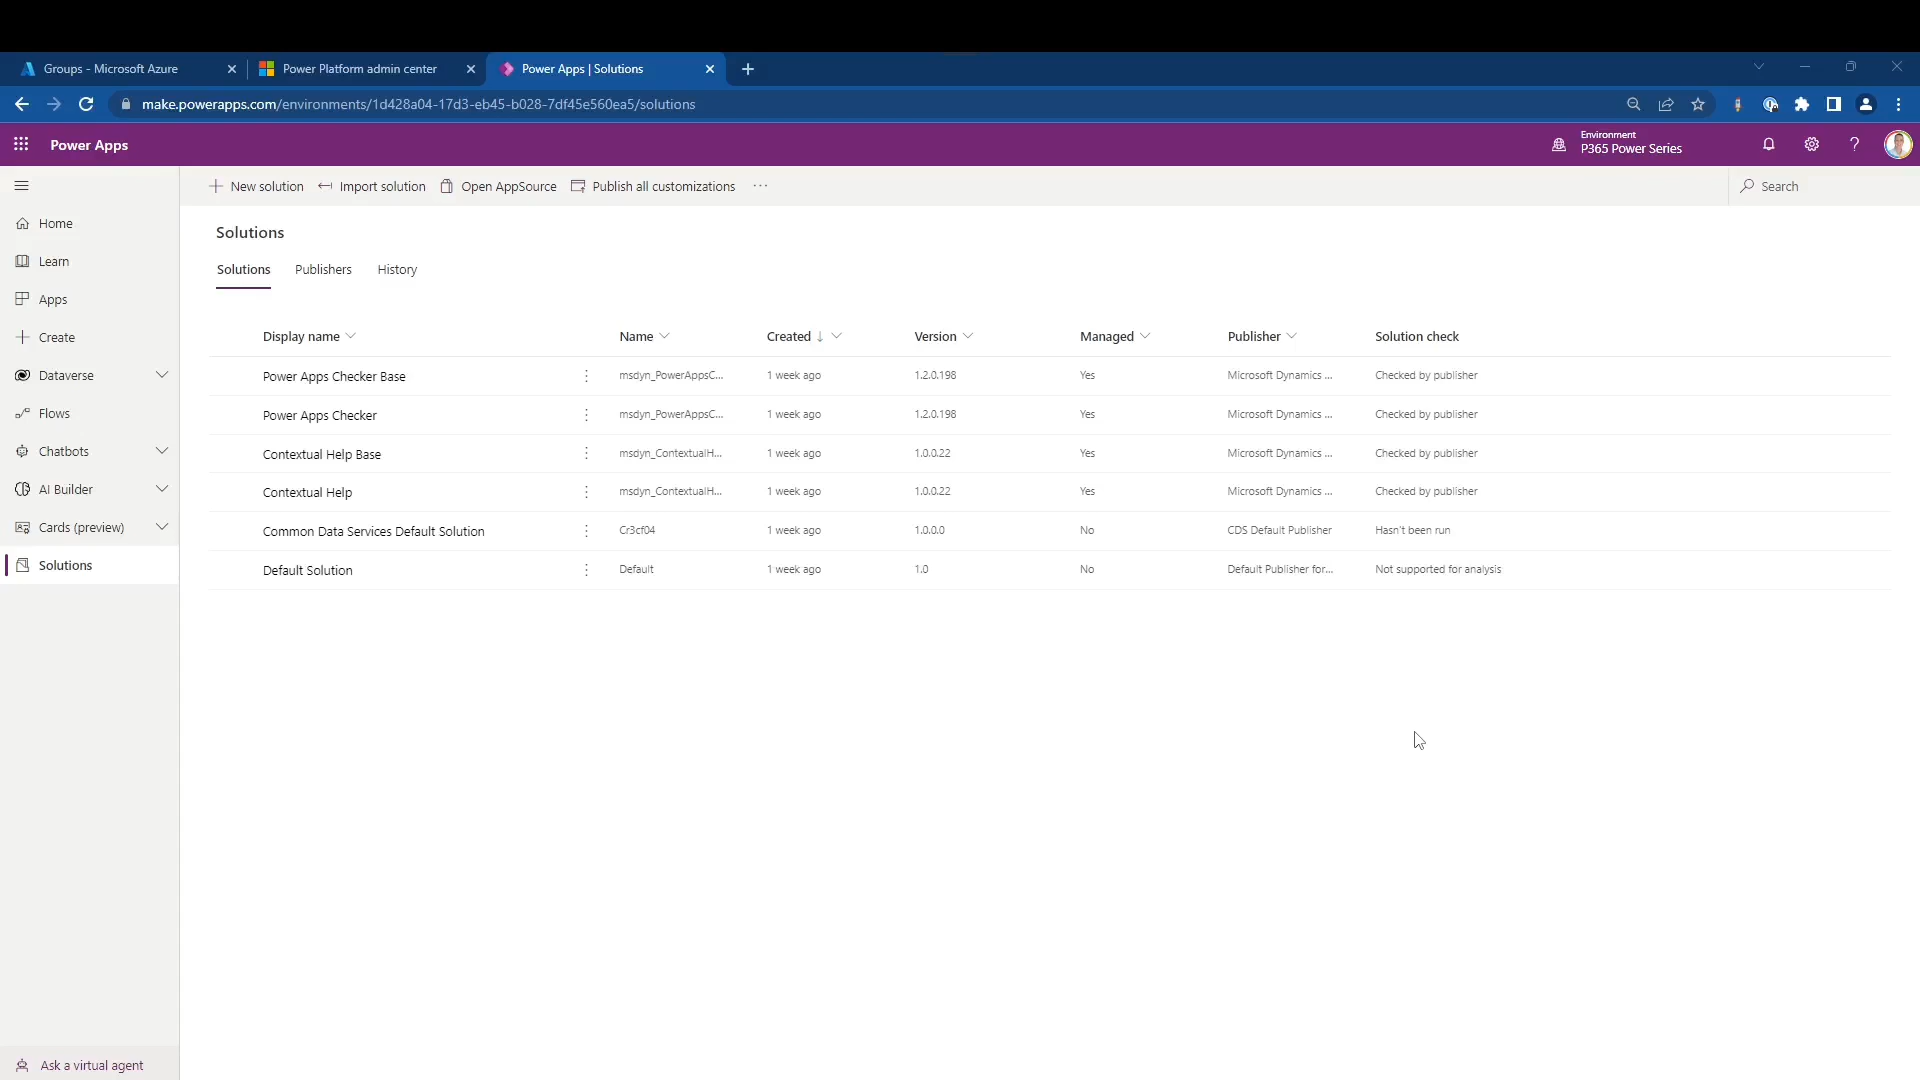 Groups - Microsoft Azure
Power Platform admin center
Power Apps | Solutions
make.powerapps.com/environments/1d428a04-17d3-eb45-b028-7df45e560ea5/solutions
Power Apps
Environment
P365 Power Series
New solution
Import solution
Open AppSource
Publish all customizations
Search
Home
Learn
Apps
Create
Dataverse
Flows
Chatbots
AI Builder
Cards (preview)
Solutions
Ask a virtual agent
Solutions
Solutions Publishers History
Display name Name Created Version Managed Publisher Solution check
Power Apps Checker Base msdyn_PowerAppsC... 1 week ago 1.2.0.198 Yes Microsoft Dynamics ... Checked by publisher
Power Apps Checker msdyn_PowerAppsC... 1 week ago 1.2.0.198 Yes Microsoft Dynamics ... Checked by publisher
Contextual Help Base msdyn_ContextualH... 1 week ago 1.0.0.22 Yes Microsoft Dynamics ... Checked by publisher
Contextual Help msdyn_ContextualH... 1 week ago 1.0.0.22 Yes Microsoft Dynamics ... Checked by publisher
Common Data Services Default Solution Cr3cf04 1 week ago 1.0.0.0 No CDS Default Publisher Hasn't been run
Default Solution Default 1 week ago 1.0 No Default Publisher for... Not supported for analysis